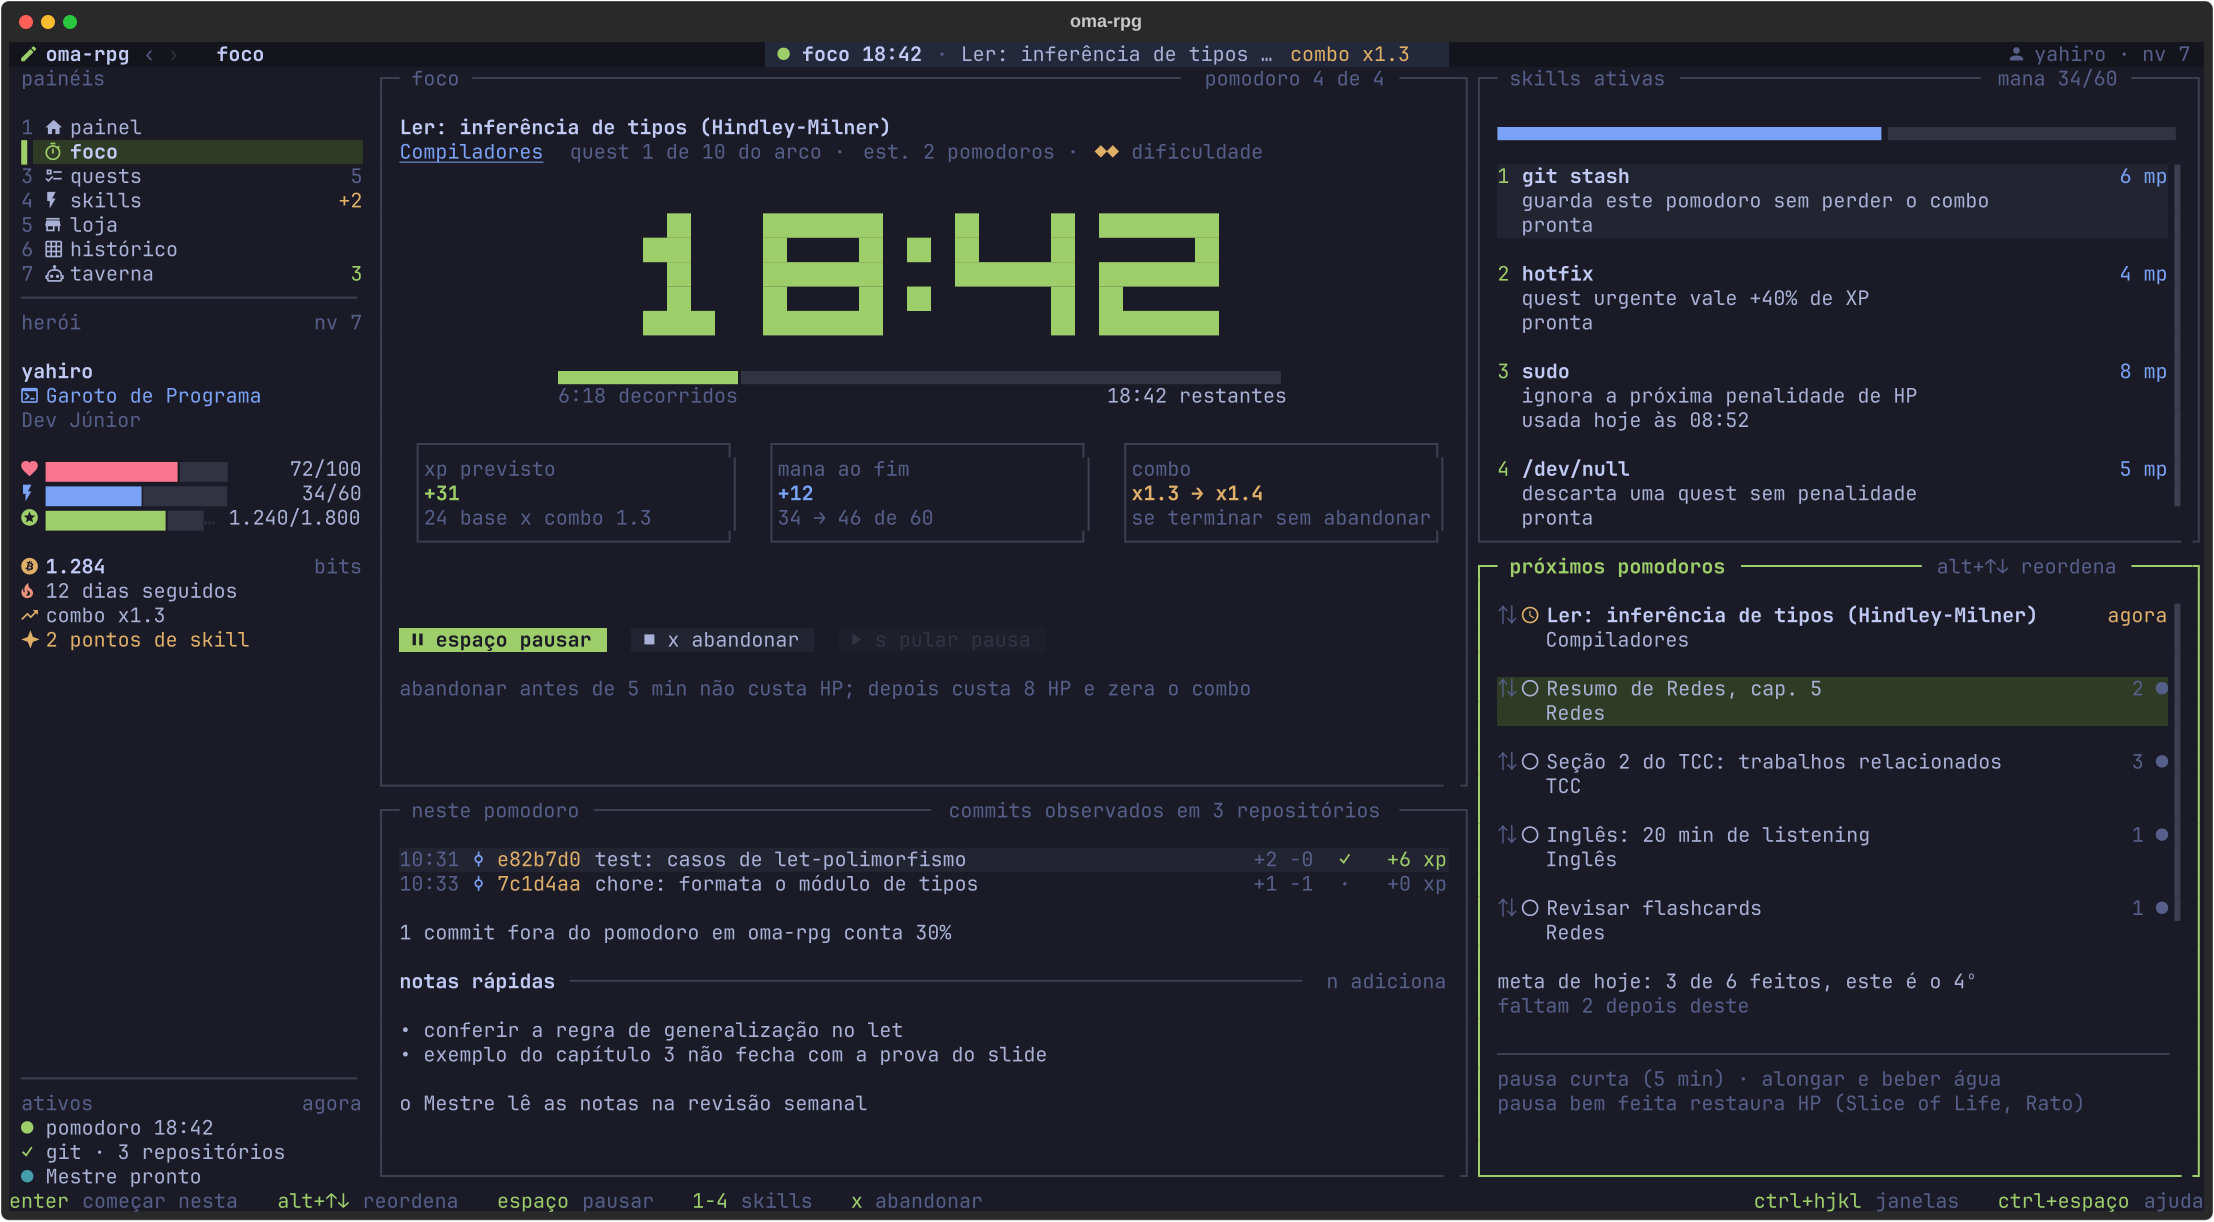 oma-rpg
oma-rpg ‹ › foco
foco 18:42 · Ler: inferência de tipos … combo x1.3
yahiro · nv 7
painéis
1 painel
foco
3 quests 5
4 skills +2
5 loja
6 histórico
7 taverna 3
herói nv 7
yahiro
Garoto de Programa
Dev Júnior
72/100
34/60
… 1.240/1.800
1.284 bits
12 dias seguidos
combo x1.3
2 pontos de skill
ativos agora
pomodoro 18:42
git · 3 repositórios
Mestre pronto
foco pomodoro 4 de 4
Ler: inferência de tipos (Hindley-Milner)
Compiladores quest 1 de 10 do arco · est. 2 pomodoros · ◆◆ dificuldade
18:42
6:18 decorridos 18:42 restantes
xp previsto
+31
24 base x combo 1.3
mana ao fim
+12
34 → 46 de 60
combo
x1.3 → x1.4
se terminar sem abandonar
espaço pausar x abandonar s pular pausa
abandonar antes de 5 min não custa HP; depois custa 8 HP e zera o combo
neste pomodoro commits observados em 3 repositórios
10:31 e82b7d0 test: casos de let-polimorfismo +2 -0 ✓ +6 xp
10:33 7c1d4aa chore: formata o módulo de tipos +1 -1 · +0 xp
1 commit fora do pomodoro em oma-rpg conta 30%
notas rápidas n adiciona
• conferir a regra de generalização no let
• exemplo do capítulo 3 não fecha com a prova do slide
o Mestre lê as notas na revisão semanal
skills ativas mana 34/60
1 git stash 6 mp
guarda este pomodoro sem perder o combo
pronta
2 hotfix 4 mp
quest urgente vale +40% de XP
pronta
3 sudo 8 mp
ignora a próxima penalidade de HP
usada hoje às 08:52
4 /dev/null 5 mp
descarta uma quest sem penalidade
pronta
próximos pomodoros alt+↑↓ reordena
Ler: inferência de tipos (Hindley-Milner) agora
Compiladores
Resumo de Redes, cap. 5 2 ●
Redes
Seção 2 do TCC: trabalhos relacionados 3 ●
TCC
Inglês: 20 min de listening 1 ●
Inglês
Revisar flashcards 1 ●
Redes
meta de hoje: 3 de 6 feitos, este é o 4º
faltam 2 depois deste
pausa curta (5 min) · alongar e beber água
pausa bem feita restaura HP (Slice of Life, Rato)
enter começar nesta alt+↑↓ reordena espaço pausar 1-4 skills x abandonar ctrl+hjkl janelas ctrl+espaço ajuda